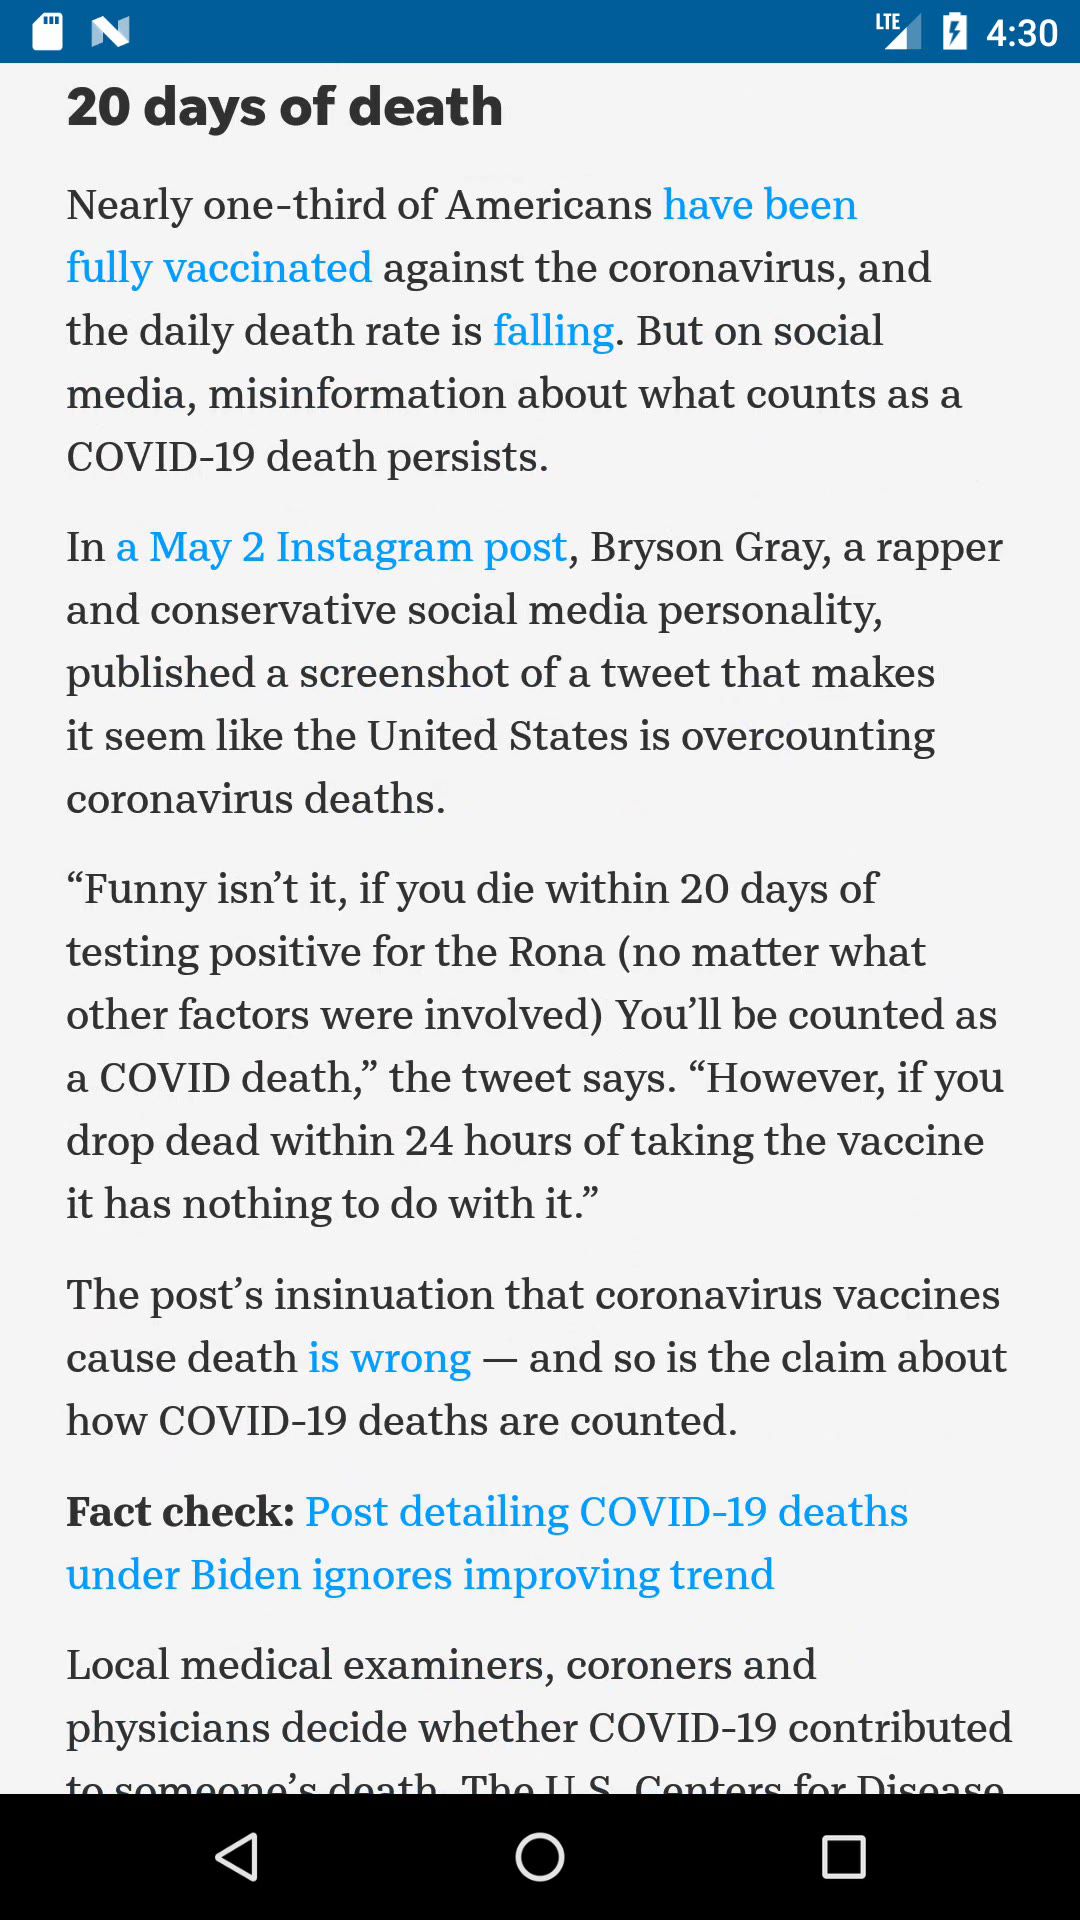 LTE 4:30
20 days of death
Nearly one-third of Americans have been
fully vaccinated against the coronavirus, and
the daily death rate is falling. But on social
media, misinformation about what counts as a
COVID-19 death persists.
In a May 2 Instagram post, Bryson Gray, a rapper
and conservative social media personality,
published a screenshot of a tweet that makes
it seem like the United States is overcounting
coronavirus deaths.
“Funny isn’t it, if you die within 20 days of
testing positive for the Rona (no matter what
other factors were involved) You’ll be counted as
a COVID death,” the tweet says. “However, if you
drop dead within 24 hours of taking the vaccine
it has nothing to do with it.”
The post’s insinuation that coronavirus vaccines
cause death is wrong — and so is the claim about
how COVID-19 deaths are counted.
Fact check: Post detailing COVID-19 deaths
under Biden ignores improving trend
Local medical examiners, coroners and
physicians decide whether COVID-19 contributed
to someone’s death. The U.S. Centers for Disease